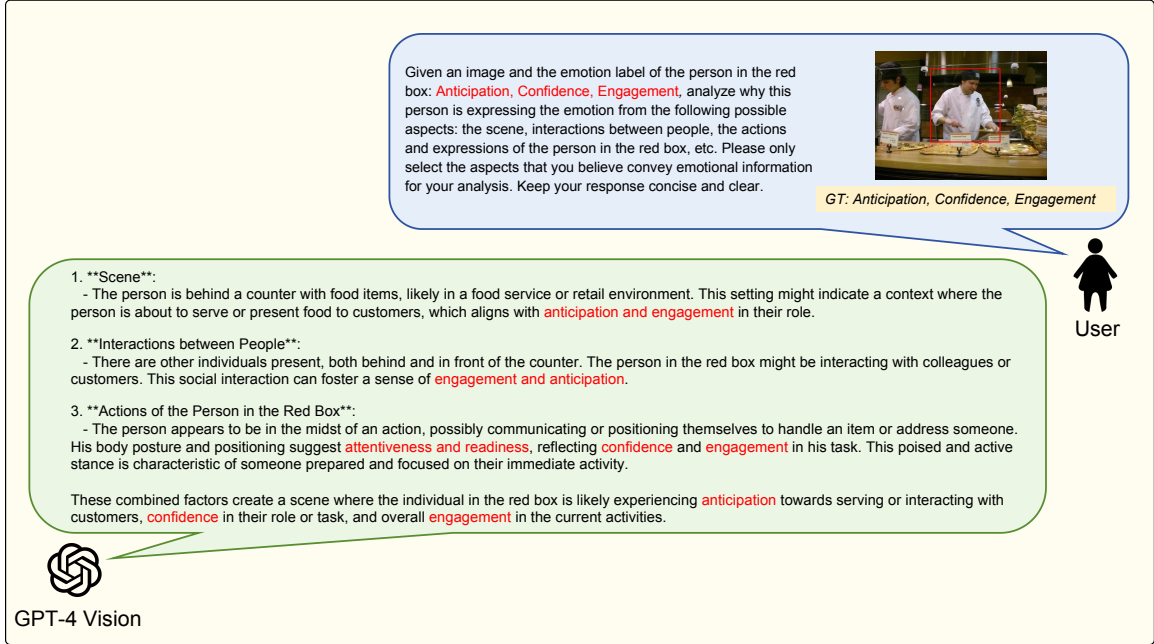 Given an image and the emotion label of the person in the red
box: Anticipation, Confidence, Engagement, analyze why this
person is expressing the emotion from the following possible
aspects: the scene, interactions between people, the actions
and expressions of the person in the red box, etc. Please only
select the aspects that you believe convey emotional information
for your analysis. Keep your response concise and clear.
GT: Anticipation, Confidence, Engagement
User
1. **Scene**:
- The person is behind a counter with food items, likely in a food service or retail environment. This setting might indicate a context where the
person is about to serve or present food to customers, which aligns with anticipation and engagement in their role.
2. **Interactions between People**:
- There are other individuals present, both behind and in front of the counter. The person in the red box might be interacting with colleagues or
customers. This social interaction can foster a sense of engagement and anticipation.
3. **Actions of the Person in the Red Box**:
- The person appears to be in the midst of an action, possibly communicating or positioning themselves to handle an item or address someone.
His body posture and positioning suggest attentiveness and readiness, reflecting confidence and engagement in his task. This poised and active
stance is characteristic of someone prepared and focused on their immediate activity.
These combined factors create a scene where the individual in the red box is likely experiencing anticipation towards serving or interacting with
customers, confidence in their role or task, and overall engagement in the current activities.
GPT-4 Vision